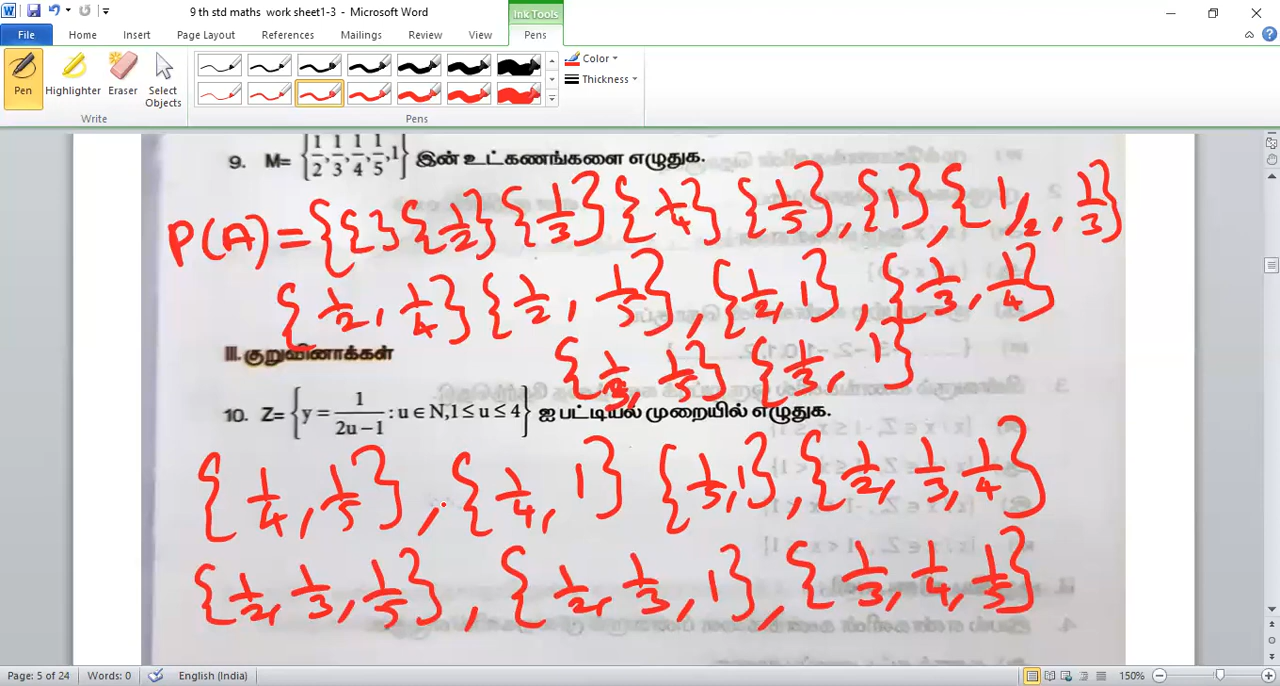 9 th std maths work sheet1-3 - Microsoft Word
Ink Tools
File Home Insert Page Layout References Mailings Review View Pens
Pen Highlighter Eraser Select Objects
Color
Thickness
Write Pens
9. M= {1/2, 1/3, 1/4, 1/5, 1} இன் உட்கணங்களை எழுதுக.
P(A) = {{ } {1/2} {1/3} {1/4} {1/5}, {1}, {1/2, 1/3}
{1/2, 1/4} {1/2, 1/5}, {1/2, 1}, {1/3, 1/4}
{1/3, 1/5} {1/3, 1}
III. குறுவினாக்கள்
10. Z= {y = 1/2u−1 : u ∈ N, 1 ≤ u ≤ 4} ஐ பட்டியல் முறையில் எழுதுக.
{1/4, 1/5}, {1/4, 1} {1/5, 1}, {1/2, 1/3, 1/4}
{1/2, 1/3, 1/5}, {1/2, 1/3, 1}, {1/3, 1/4, 1/5}
Page: 5 of 24 Words: 0 English (India) 150%